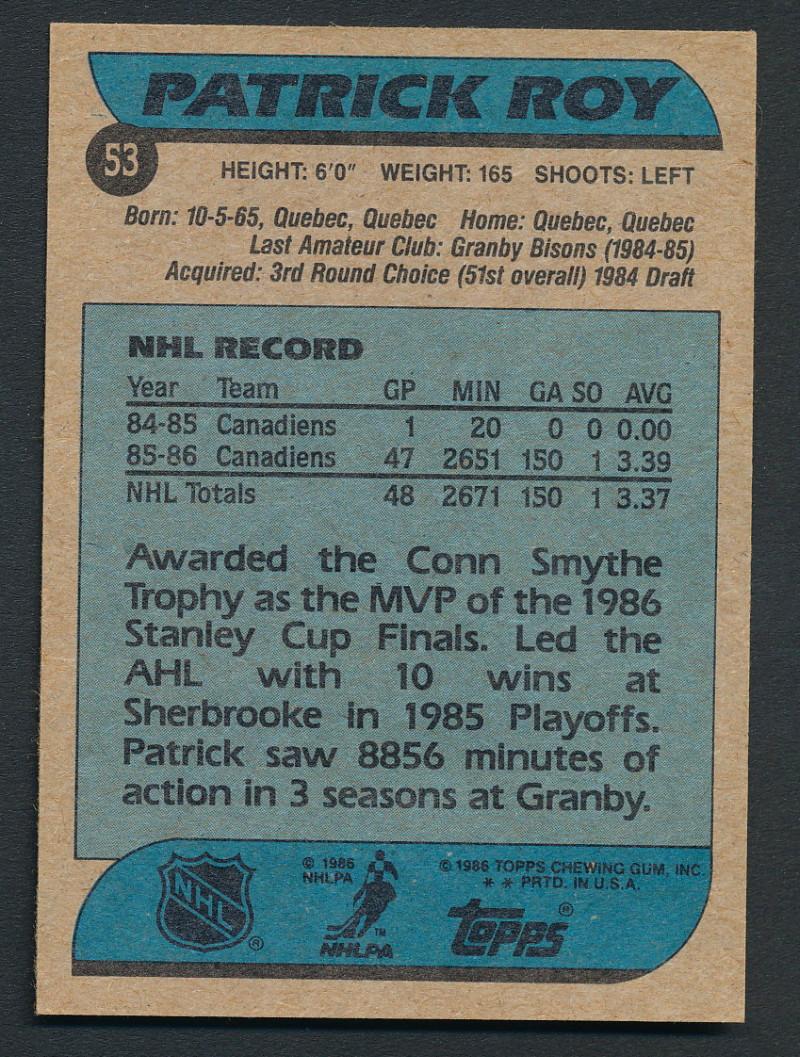 PATRICK ROY
53
HEIGHT: 6'0" WEIGHT: 165 SHOOTS: LEFT
Born: 10-5-65, Quebec, Quebec Home: Quebec, Quebec
Last Amateur Club: Granby Bisons (1984-85)
Acquired: 3rd Round Choice (51st overall) 1984 Draft
NHL RECORD
Year Team GP MIN GA SO AVG
84-85 Canadiens 1 20 0 0 0.00
85-86 Canadiens 47 2651 150 1 3.39
NHL Totals 48 2671 150 1 3.37
Awarded the Conn Smythe
Trophy as the MVP of the 1986
Stanley Cup Finals. Led the
AHL with 10 wins at
Sherbrooke in 1985 Playoffs.
Patrick saw 8856 minutes of
action in 3 seasons at Granby.
NHL ®
© 1986
NHLPA
TM
NHLPA
© 1986 TOPPS CHEWING GUM, INC.
* * PRTD. IN U.S.A.
TOPPS ®